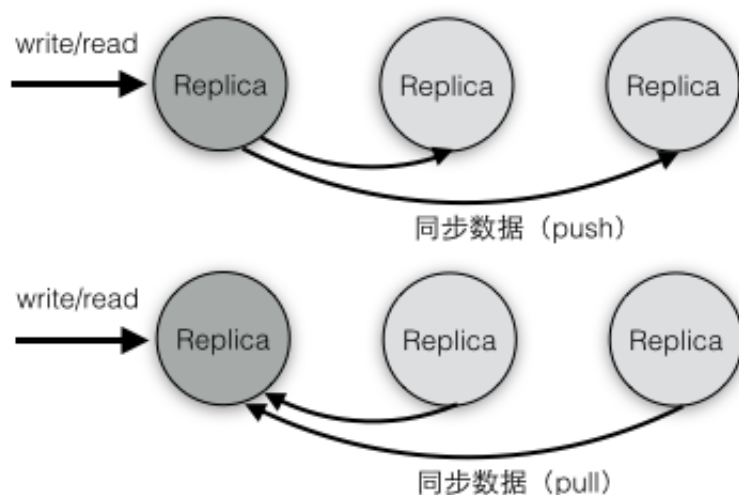 write/read
Replica
Replica
Replica
同步数据（push）
write/read
Replica
Replica
Replica
同步数据（pull）